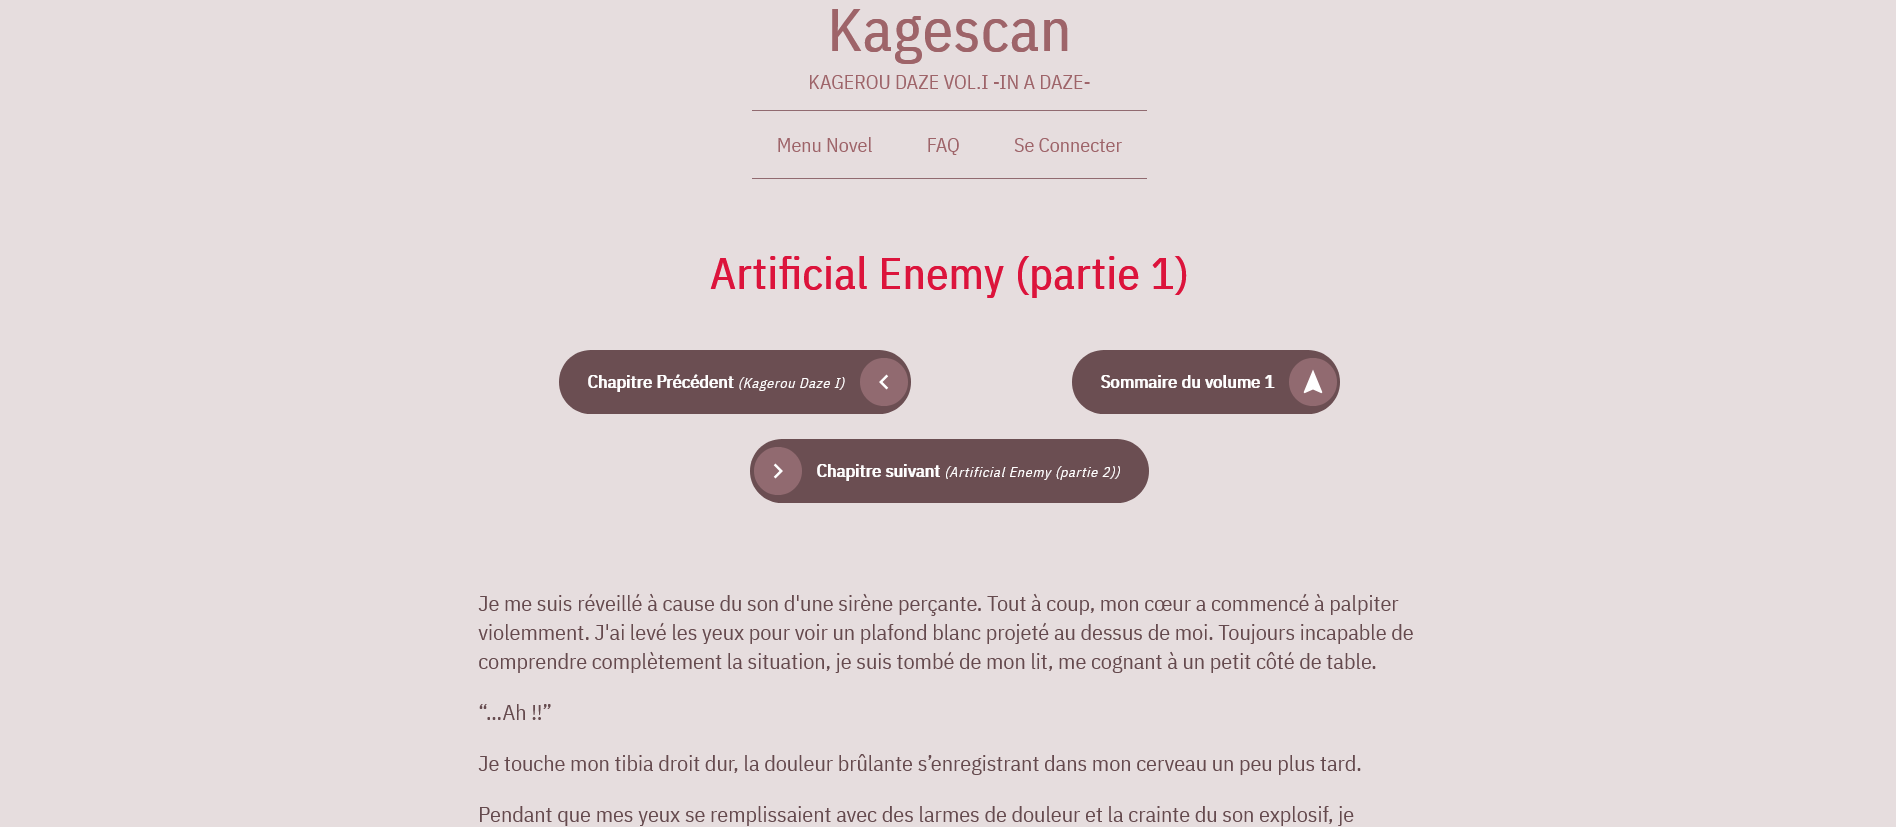 Kagescan
KAGEROU DAZE VOL.I -IN A DAZE-
Menu Novel FAQ Se Connecter
Artificial Enemy (partie 1)
Chapitre Précédent (Kagerou Daze I)
Sommaire du volume 1
Chapitre suivant (Artificial Enemy (partie 2))
Je me suis réveillé à cause du son d'une sirène perçante. Tout à coup, mon cœur a commencé à palpiter
violemment. J'ai levé les yeux pour voir un plafond blanc projeté au dessus de moi. Toujours incapable de
comprendre complètement la situation, je suis tombé de mon lit, me cognant à un petit côté de table.
“…Ah !!”
Je touche mon tibia droit dur, la douleur brûlante s’enregistrant dans mon cerveau un peu plus tard.
Pendant que mes yeux se remplissaient avec des larmes de douleur et la crainte du son explosif, je